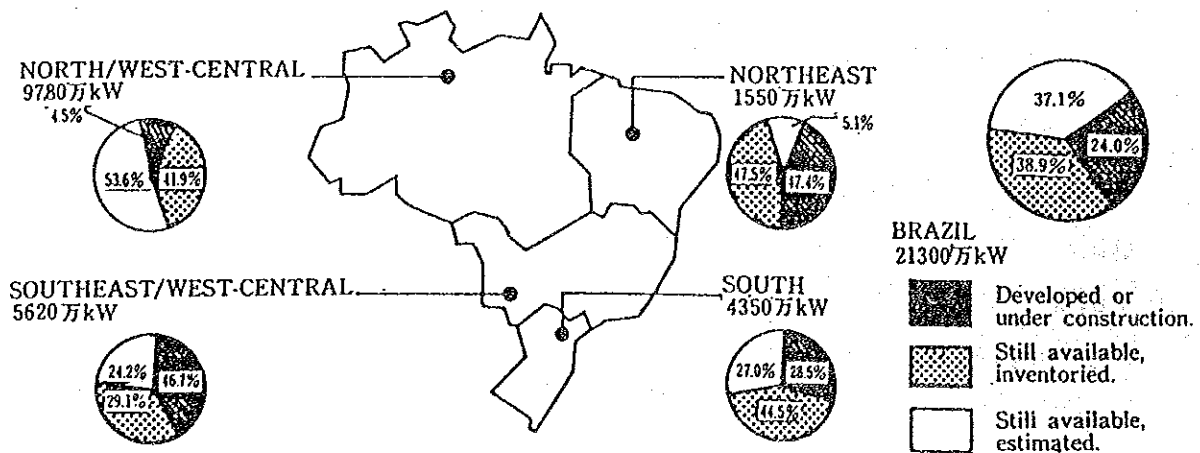 NORTH/WEST-CENTRAL
9780万kW
4.5%
53.6%
41.9%
NORTHEAST
1550万kW
5.1%
47.5%
47.4%
37.1%
24.0%
38.9%
BRAZIL
21300万kW
SOUTHEAST/WEST-CENTRAL
5620万kW
24.2%
46.7%
29.1%
SOUTH
4350万kW
27.0%
28.5%
44.5%
Developed or
under construction.
Still available,
inventoried.
Still available,
estimated.